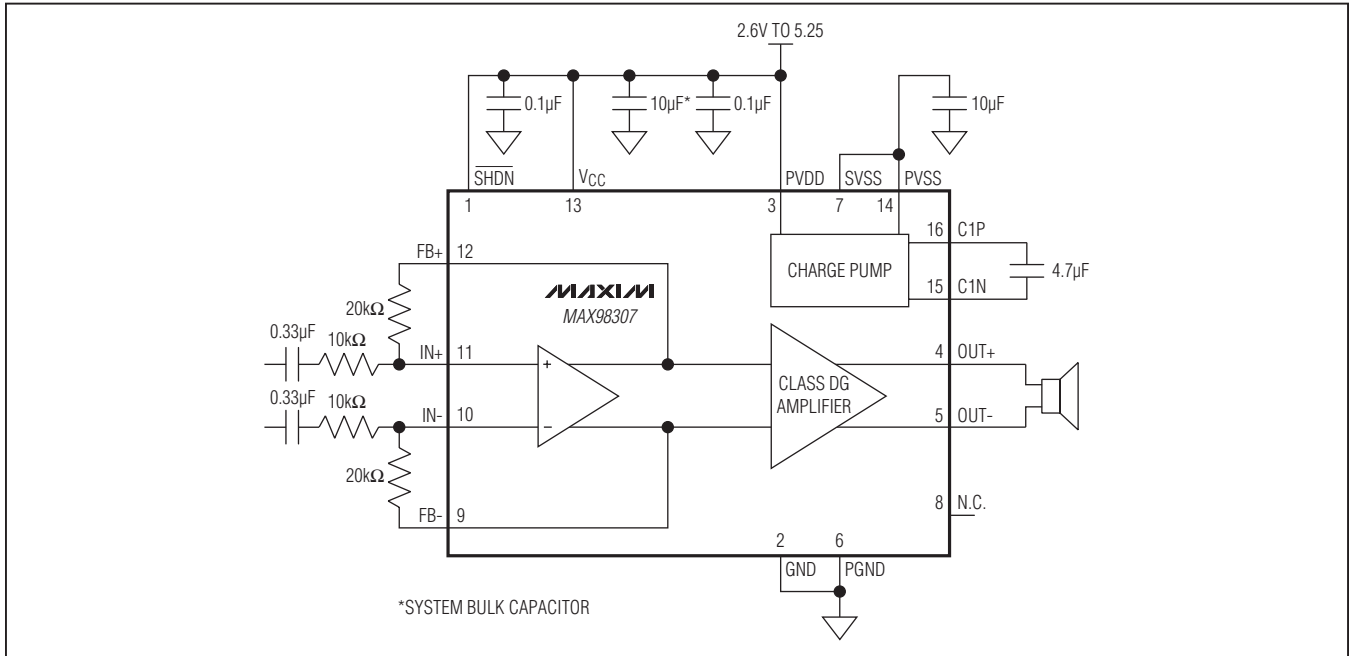 2.6V TO 5.25
0.1µF
10µF*
0.1µF
10µF
SHDN
VCC
PVDD
SVSS
PVSS
1
13
3
7
14
16
C1P
FB+
12
CHARGE PUMP
4.7µF
MAXIM
MAX98307
15
C1N
20kΩ
0.33µF
10kΩ
IN+
11
+
4
OUT+
CLASS DG
AMPLIFIER
0.33µF
10kΩ
IN-
10
−
5
OUT-
20kΩ
8
N.C.
FB-
9
2
6
GND
PGND
*SYSTEM BULK CAPACITOR